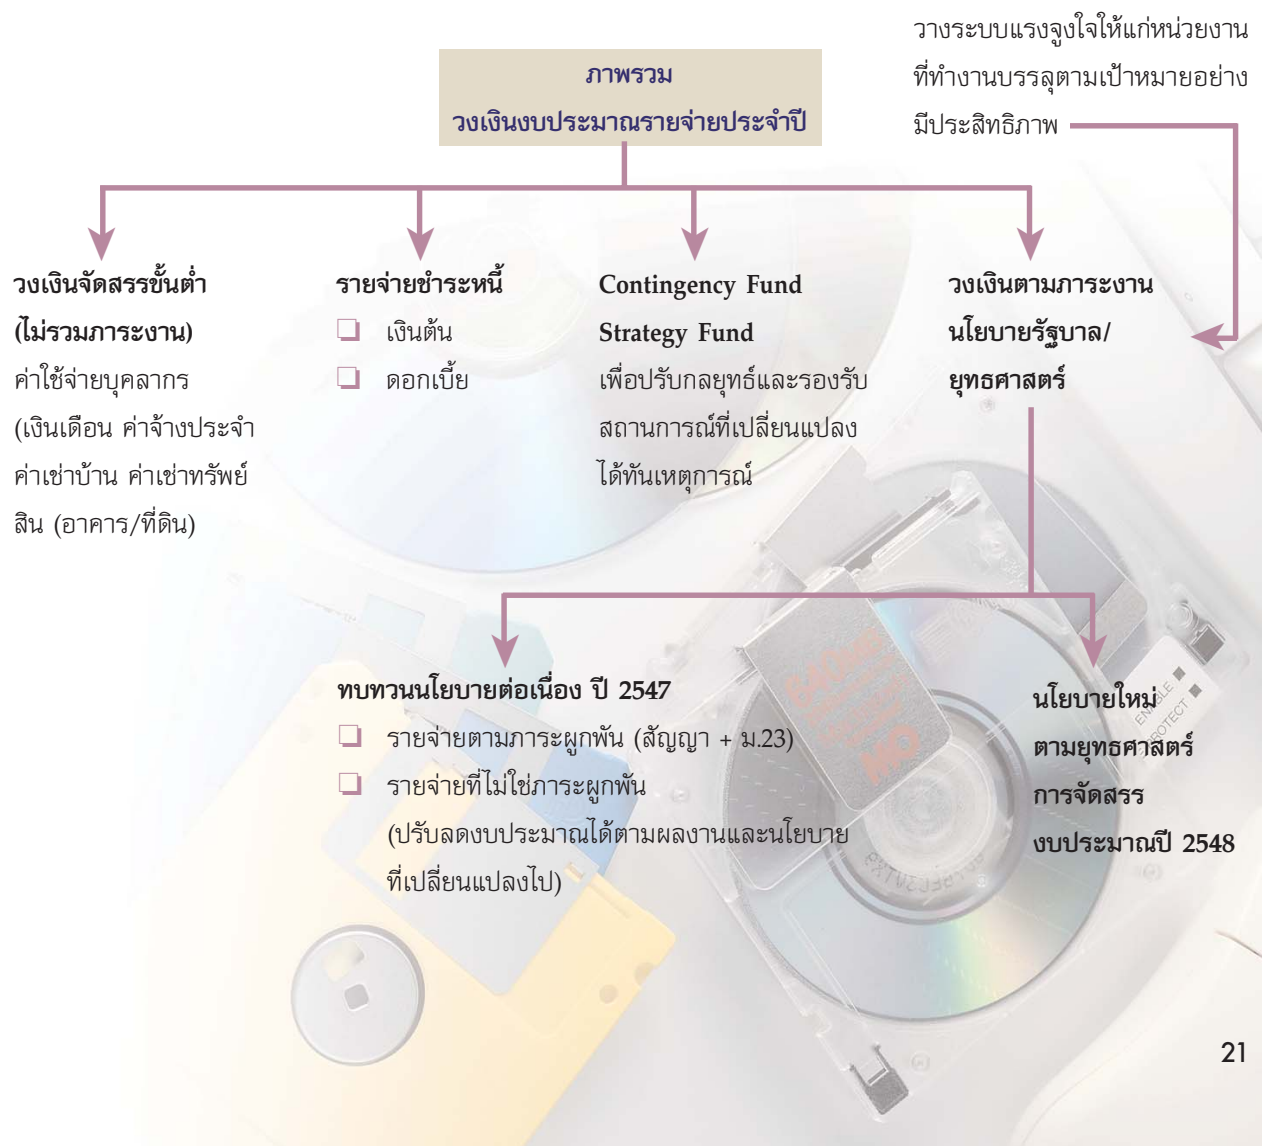 วางระบบแรงจูงใจให้แก่หน่วยงาน
ที่ทำงานบรรลุตามเป้าหมายอย่าง
มีประสิทธิภาพ
ภาพรวม
วงเงินงบประมาณรายจ่ายประจำปี
วงเงินจัดสรรขั้นต่ำ
(ไม่รวมภาระงาน)
ค่าใช้จ่ายบุคลากร
(เงินเดือน ค่าจ้างประจำ
ค่าเช่าบ้าน ค่าเช่าทรัพย์
สิน (อาคาร/ที่ดิน)
รายจ่ายชำระหนี้
❏ เงินต้น
❏ ดอกเบี้ย
Contingency Fund
Strategy Fund
เพื่อปรับกลยุทธ์และรองรับ
สถานการณ์ที่เปลี่ยนแปลง
ได้ทันเหตุการณ์
วงเงินตามภาระงาน
นโยบายรัฐบาล/
ยุทธศาสตร์
ทบทวนนโยบายต่อเนื่อง ปี 2547
❏ รายจ่ายตามภาระผูกพัน (สัญญา + ม.23)
❏ รายจ่ายที่ไม่ใช่ภาระผูกพัน
(ปรับลดงบประมาณได้ตามผลงานและนโยบาย
ที่เปลี่ยนแปลงไป)
นโยบายใหม่
ตามยุทธศาสตร์
การจัดสรร
งบประมาณปี 2548
640MB
NO
ENABLE
PROTECT
21